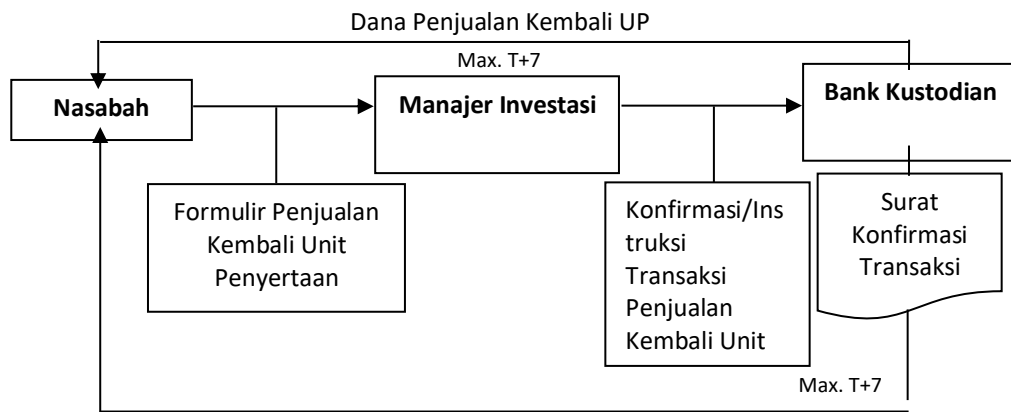 Dana Penjualan Kembali UP
Max. T+7
Nasabah
Manajer Investasi
Bank Kustodian
Formulir Penjualan
Kembali Unit
Penyertaan
Konfirmasi/Ins
truksi
Transaksi
Penjualan
Kembali Unit
Surat
Konfirmasi
Transaksi
Max. T+7